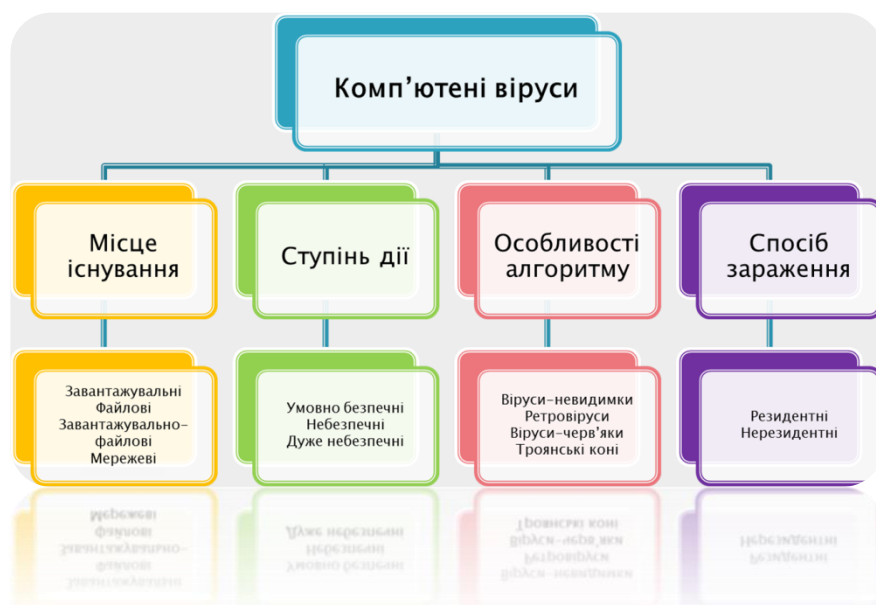 Комп’ютені віруси
Місце
існування
Ступінь дії
Особливості
алгоритму
Спосіб
зараження
Завантажувальні
Файлові
Завантажувально-
файлові
Мережеві
Умовно безпечні
Небезпечні
Дуже небезпечні
Віруси-невидимки
Ретровіруси
Віруси-черв’яки
Троянські коні
Резидентні
Нерезидентні